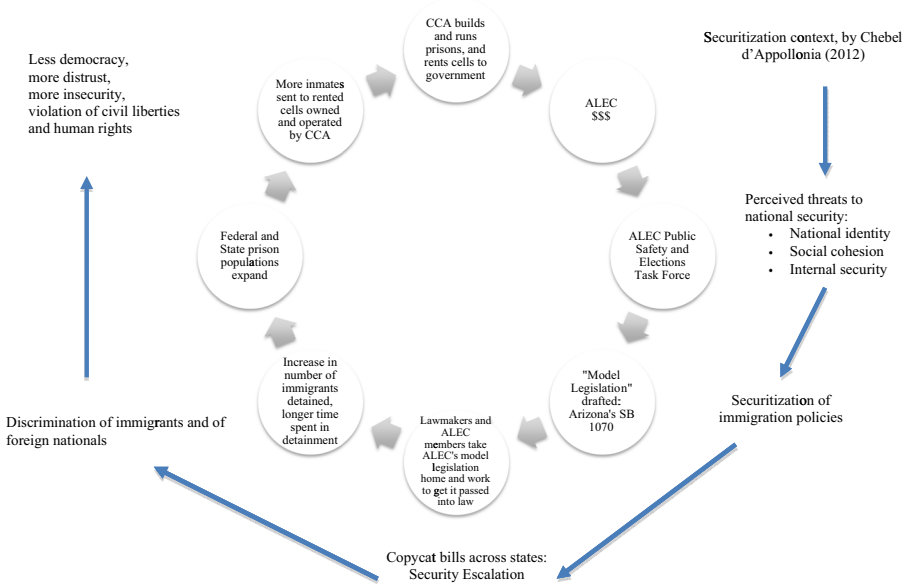 CCA builds
and runs
prisons, and
rents cells to
government
ALEC
$$$
ALEC Public
Safety and
Elections
Task Force
"Model
Legislation"
drafted:
Arizona's SB
1070
Lawmakers and
ALEC
members take
ALEC's model
legislation
home and work
to get it passed
into law
Increase in
number of
immigrants
detained,
longer time
spent in
detainment
Federal and
State prison
populations
expand
More inmates
sent to rented
cells owned
and operated
by CCA
Securitization context, by Chebel
d'Appollonia (2012)
Perceived threats to
national security:
• National identity
• Social cohesion
• Internal security
Securitization of
immigration policies
Copycat bills across states:
Security Escalation
Discrimination of immigrants and of
foreign nationals
Less democracy,
more distrust,
more insecurity,
violation of civil liberties
and human rights